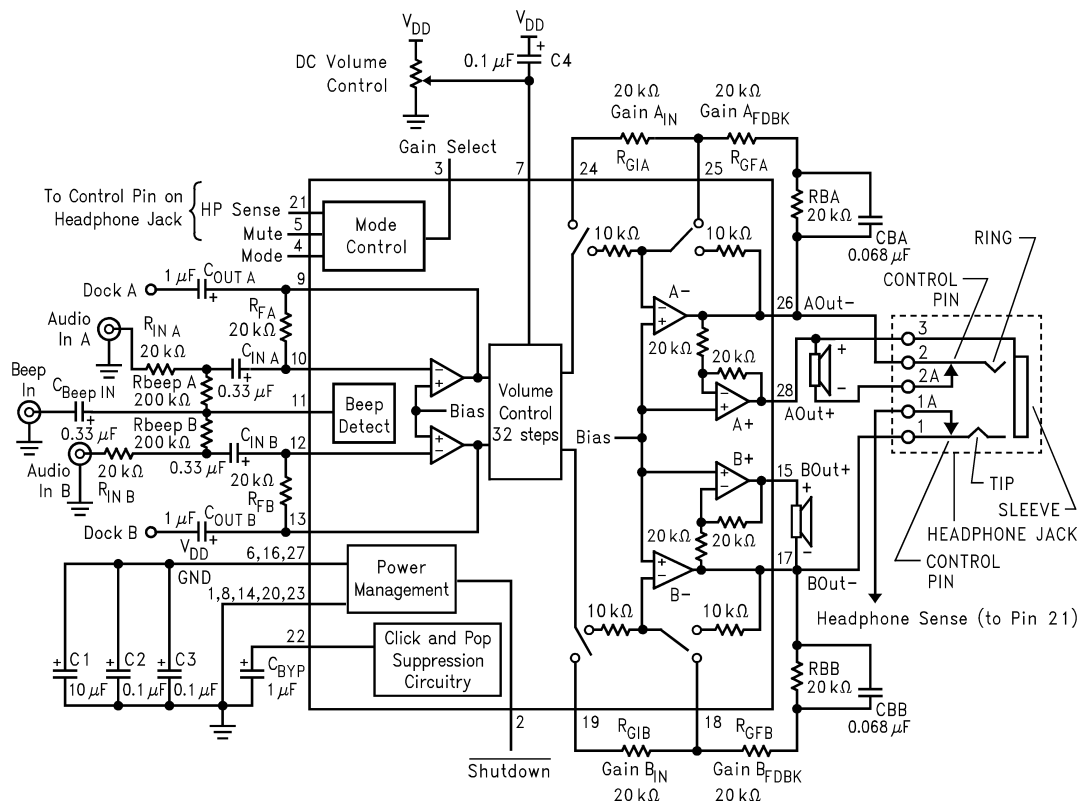 V_DD
V_DD
DC Volume
Control
0.1 μF
+
C4
20 kΩ
Gain A_IN
R_GIA
20 kΩ
Gain A_FDBK
R_GFA
Gain Select
3
7
24
25
To Control Pin on
Headphone Jack
HP Sense
21
Mute
5
Mode
4
Mode
Control
10 kΩ
10 kΩ
RBA
20 kΩ
CBA
0.068 μF
RING
CONTROL
PIN
1 μF
C_OUT A
+
9
Dock A
R_FA
20 kΩ
A−
−
+
26
AOut−
Audio
In A
R_IN A
20 kΩ
C_IN A
+
0.33 μF
10
20 kΩ
20 kΩ
−
+
A+
28
AOut+
+
−
3
2
2A
1A
1
Beep
In
C_Beep IN
+
0.33 μF
Rbeep A
200 kΩ
Rbeep B
200 kΩ
11
Beep
Detect
−
+
Bias
+
−
Volume
Control
32 steps
Bias
Audio
In B
20 kΩ
R_IN B
C_IN B
0.33 μF
+
12
20 kΩ
R_FB
B+
+
−
15
BOut+
+
−
TIP
SLEEVE
HEADPHONE JACK
CONTROL
PIN
Dock B
1 μF
C_OUT B
+
13
20 kΩ
20 kΩ
+
−
B−
17
BOut−
V_DD
6,16,27
GND
1,8,14,20,23
Power
Management
Headphone Sense (to Pin 21)
10 kΩ
10 kΩ
22
Click and Pop
Suppression
Circuitry
+
C1
10 μF
+
C2
0.1 μF
+
C3
0.1 μF
+
C_BYP
1 μF
RBB
20 kΩ
CBB
0.068 μF
2
Shutdown
19
18
R_GIB
Gain B_IN
20 kΩ
R_GFB
Gain B_FDBK
20 kΩ